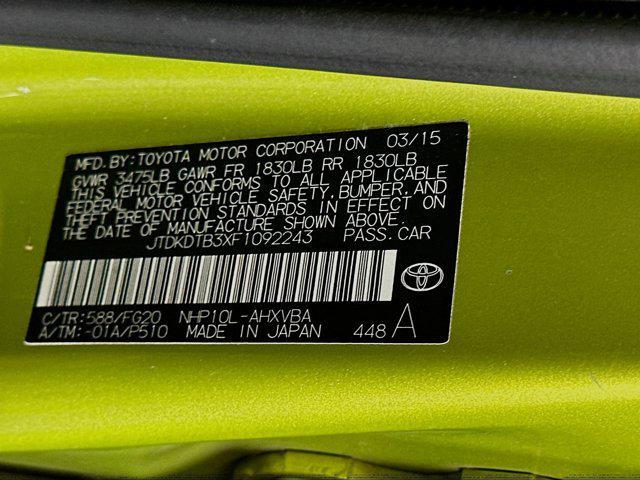 MFD.BY:TOYOTA MOTOR CORPORATION 03/15
GVWR 3475LB GAWR FR 1830LB RR 1830LB
THIS VEHICLE CONFORMS TO ALL APPLICABLE
FEDERAL MOTOR VEHICLE SAFETY,BUMPER,AND
THEFT PREVENTION STANDARDS IN EFFECT ON
THE DATE OF MANUFACTURE SHOWN ABOVE.
JTDKDTB3XF1092243 PASS.CAR
C/TR:588/FG20 NHP10L-AHXVBA
A/TM:-01A/P510 MADE IN JAPAN 448 A